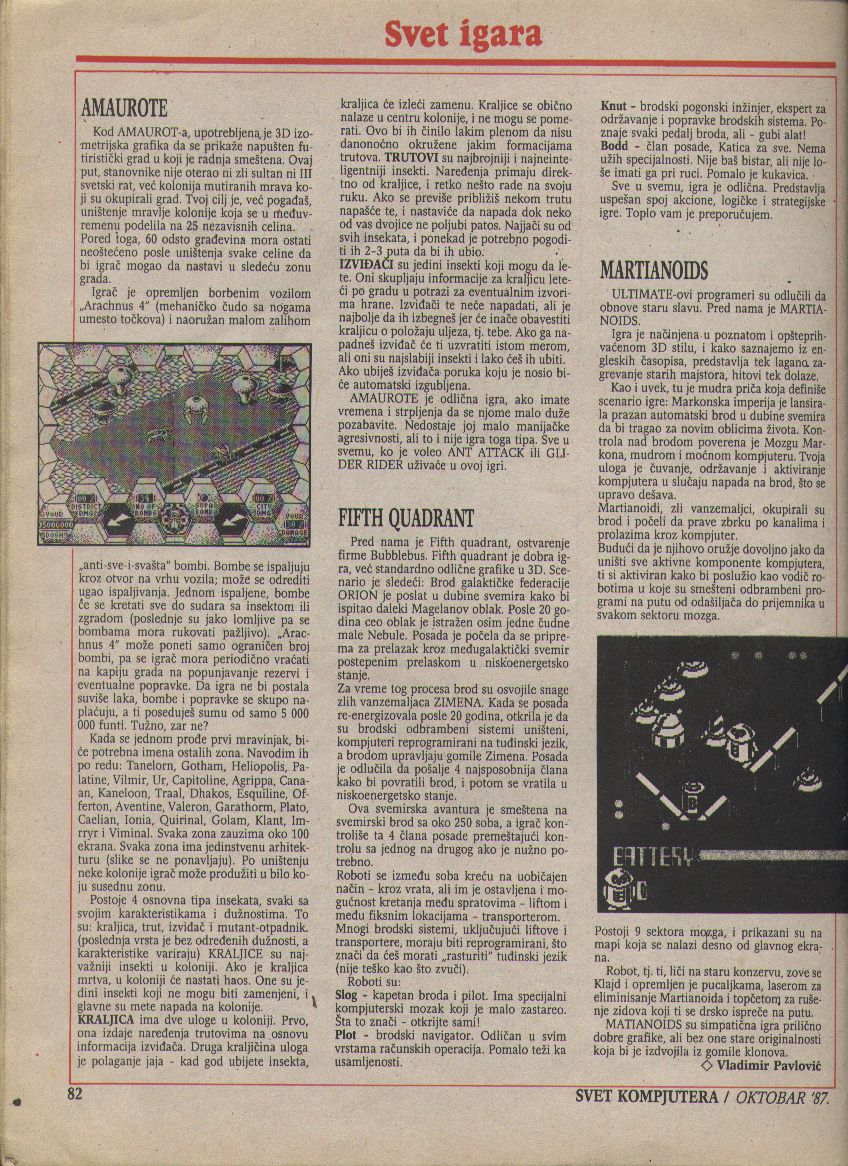 Svet igara
AMAUROTE
Kod AMAUROT-a, upotrebljena je 3D izo-
metrijska grafika da se prikaže napušten fu-
turistički grad u koji je radnja smeštena. Ovaj
put, stanovnike nije oterao ni zli sultan ni III
svetski rat, već kolonija mutiranih mrava ko-
ji su okupirali grad. Tvoj cilj je, već pogađaš,
uništenje mravlje kolonije koja se u međuv-
remenu podelila na 25 nezavisnih celina.
Pored toga, 60 odsto građevina mora ostati
neoštećeno posle uništenja svake celine da
bi igrač mogao da nastavi u sledeću zonu
grada.
Igrač je opremljen borbenim vozilom
„Arachnus 4" (mehaničko čudo sa nogama
umesto točkova) i naoružan malom zalihom
YOUR
DISTRICT
DMG
NO OF
BOMBS
SUPA
BOMB
CITY
DMG
YOUR
DAMAGE
„anti-sve-i-svašta" bombi. Bombe se ispaljuju
kroz otvor na vrhu vozila; može se odrediti
ugao ispaljivanja. Jednom ispaljene, bombe
će se kretati sve do sudara sa insektom ili
zgradom (poslednje su jako lomljive pa se
bombama mora rukovati pažljivo). „Arac-
hnus 4" može poneti samo ograničen broj
bombi, pa se igrač mora periodično vraćati
na kapiju grada na popunjavanje rezervi i
eventualne popravke. Da igra ne bi postala
suviše laka, bombe i popravke se skupo na-
plaćuju, a ti poseduješ sumu od samo 5 000
000 funti. Tužno, zar ne?
Kada se jednom prođe prvi mravinjak, bi-
će potrebna imena ostalih zona. Navodim ih
po redu: Tanelorn, Gotham, Heliopolis, Pa-
latine, Vilmir, Ur, Capitoline, Agrippa, Cana-
an, Kaneloon, Traal, Dhakos, Esquiline, Of-
ferton, Aventine, Valeron, Garathorm, Plato,
Caelian, Ionia, Quirinal, Golam, Klant, Im-
rryr i Viminal. Svaka zona zauzima oko 100
ekrana. Svaka zona ima jedinstvenu arhitek-
turu (slike se ne ponavljaju). Po uništenju
neke kolonije igrač može produžiti u bilo ko-
ju susednu zonu.
Postoje 4 osnovna tipa insekata, svaki sa
svojim karakteristikama i dužnostima. To
su: kraljica, trut, izviđač i mutant-otpadnik.
(poslednja vrsta je bez određenih dužnosti, a
karakteristike variraju) KRALJICE su naj-
važniji insekti u koloniji. Ako je kraljica
mrtva, u koloniji će nastati haos. One su je-
dini insekti koji ne mogu biti zamenjeni, i
glavne su mete napada na kolonije.
KRALJICA ima dve uloge u koloniji. Prvo,
ona izdaje naređenja trutovima na osnovu
informacija izviđača. Druga kraljičina uloga
je polaganje jaja – kad god ubijete insekta,
kraljica će izleći zamenu. Kraljice se obično
nalaze u centru kolonije, i ne mogu se pome-
rati. Ovo bi ih činilo lakim plenom da nisu
danonoćno okružene jakim formacijama
trutova. TRUTOVI su najbrojniji i najneinte-
ligentniji insekti. Naređenja primaju direk-
tno od kraljice, i retko nešto rade na svoju
ruku. Ako se previše približiš nekom trutu
napašće te, i nastaviće da napada dok neko
od vas dvojice ne poljubi patos. Najjači su od
svih insekata, i ponekad je potrebno pogodi-
ti ih 2-3 puta da bi ih ubio.
IZVIĐAČI su jedini insekti koji mogu da le-
te. Oni skupljaju informacije za kraljicu lete-
ći po gradu u potrazi za eventualnim izvori-
ma hrane. Izviđači te neće napadati, ali je
najbolje da ih izbegneš jer će inače obavestiti
kraljicu o položaju uljeza, tj. tebe. Ako ga na-
padneš izviđač će ti uzvratiti istom merom,
ali oni su najslabiji insekti i lako ćeš ih ubiti.
Ako ubiješ izviđača poruka koju je nosio bi-
će automatski izgubljena.
AMAUROTE je odlična igra, ako imate
vremena i strpljenja da se njome malo duže
pozabavite. Nedostaje joj malo manijačke
agresivnosti, ali to i nije igra toga tipa. Sve u
svemu, ko je voleo ANT ATTACK ili GLI-
DER RIDER uživaće u ovoj igri.
FIFTH QUADRANT
Pred nama je Fifth quadrant, ostvarenje
firme Bubblebus. Fifth quadrant je dobra ig-
ra, već standardno odlične grafike u 3D. Sce-
nario je sledeći: Brod galaktičke federacije
ORION je poslat u dubine svemira kako bi
ispitao daleki Magelanov oblak. Posle 20 go-
dina ceo oblak je istražen osim jedne čudne
male Nebule. Posada je počela da se pripre-
ma za prelazak kroz međugalaktički svemir
postepenim prelaskom u niskoenergetsko
stanje.
Za vreme tog procesa brod su osvojile snage
zlih vanzemaljaca ZIMENA. Kada se posada
re-energizovala posle 20 godina, otkrila je da
su brodski odbrambeni sistemi uništeni,
kompjuteri reprogramirani na tuđinski jezik,
a brodom upravljaju gomile Zimena. Posada
je odlučila da pošalje 4 najsposobnija člana
kako bi povratili brod, i potom se vratila u
niskoenergetsko stanje.
Ova svemirska avantura je smeštena na
svemirski brod sa oko 250 soba, a igrač kon-
troliše ta 4 člana posade premeštajući kon-
trolu sa jednog na drugog ako je nužno po-
trebno.
Roboti se između soba kreću na uobičajen
način – kroz vrata, ali im je ostavljena i mo-
gućnost kretanja među spratovima – liftom i
među fiksnim lokacijama – transporterom.
Mnogi brodski sistemi, uključujući liftove i
transportere, moraju biti reprogramirani, što
znači da ćeš morati „rasturiti" tuđinski jezik
(nije teško kao što zvuči).
Roboti su:
Slog – kapetan broda i pilot. Ima specijalni
kompjuterski mozak koji je malo zastareo.
Šta to znači – otkrijte sami!
Plot – brodski navigator. Odličan u svim
vrstama računskih operacija. Pomalo teži ka
usamljenosti.
Knut – brodski pogonski inžinjer, ekspert za
održavanje i popravke brodskih sistema. Po-
znaje svaki pedalj broda, ali – gubi alat!
Bodd – član posade, Katica za sve. Nema
užih specijalnosti. Nije baš bistar, ali nije lo-
še imati ga pri ruci. Pomalo je kukavica.
Sve u svemu, igra je odlična. Predstavlja
uspešan spoj akcione, logičke i strategijske
igre. Toplo vam je preporučujem.
MARTIANOIDS
ULTIMATE-ovi programeri su odlučili da
obnove staru slavu. Pred nama je MARTIA-
NOIDS.
Igra je načinjena u poznatom i opšteprih-
vaćenom 3D stilu, i kako saznajemo iz en-
gleskih časopisa, predstavlja tek lagano za-
grevanje starih majstora, hitovi tek dolaze.
Kao i uvek, tu je mudra priča koja definiše
scenario igre: Markonska imperija je lansira-
la prazan automatski brod u dubine svemira
da bi tragao za novim oblicima života. Kon-
trola nad brodom poverena je Mozgu Mar-
kona, mudrom i moćnom kompjuteru. Tvoja
uloga je čuvanje, održavanje i aktiviranje
kompjutera u slučaju napada na brod, što se
upravo dešava.
Martianoidi, zli vanzemaljci, okupirali su
brod i počeli da prave zbrku po kanalima i
prolazima kroz kompjuter.
Budući da je njihovo oružje dovoljno jako da
uništi sve aktivne komponente kompjutera,
ti si aktiviran kako bi poslužio kao vodič ro-
botima u koje su smešteni odbrambeni pro-
grami na putu od odašiljača do prijemnika u
svakom sektoru mozga.
BATTERY
Postoji 9 sektora mozga, i prikazani su na
mapi koja se nalazi desno od glavnog ekra-
na.
Robot, tj. ti, liči na staru konzervu, zove se
Klajd i opremljen je pucaljkama, laserom za
eliminisanje Martianoida i topčetom za ruše-
nje zidova koji ti se drsko ispreče na putu.
MATIANOIDS su simpatična igra prilično
dobre grafike, ali bez one stare originalnosti
koja bi je izdvojila iz gomile klonova.
◇ Vladimir Pavlović
82
SVET KOMPJUTERA / OKTOBAR '87.